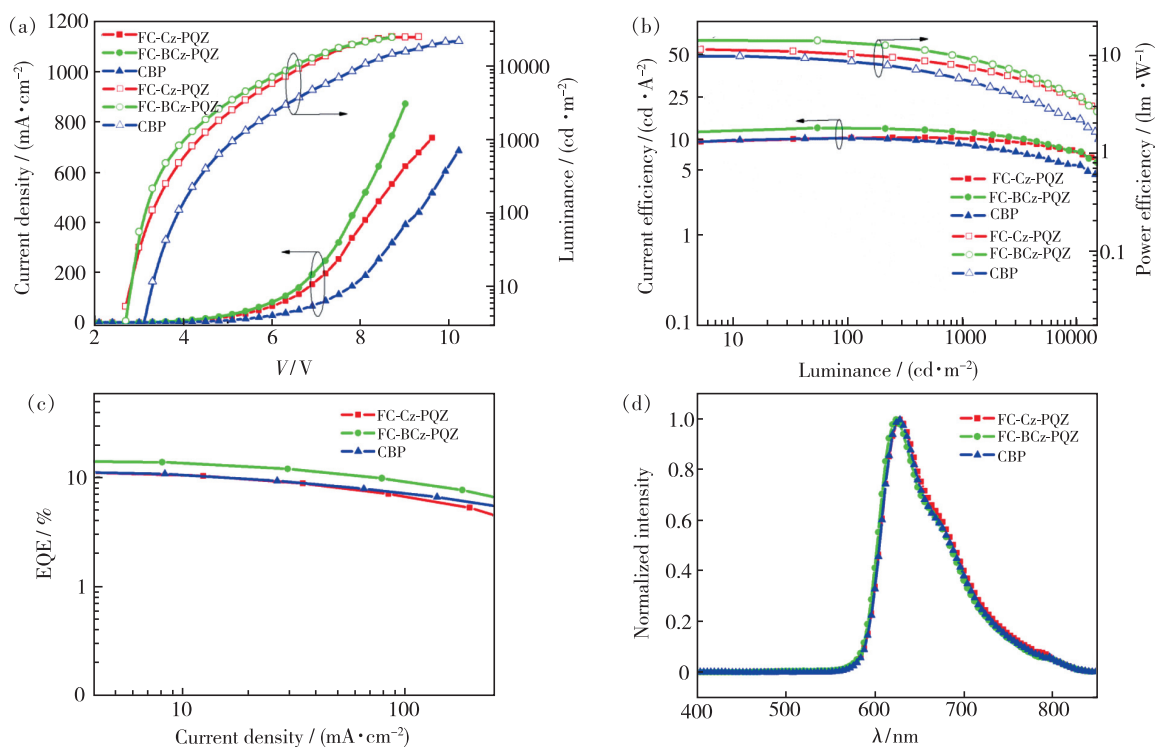 (a)
1200
1000
800
600
400
200
0
Current density / (mA·cm⁻²)
FC-Cz-PQZ
FC-BCz-PQZ
CBP
FC-Cz-PQZ
FC-BCz-PQZ
CBP
10000
1000
100
10
Luminance / (cd·m⁻²)
2 4 6 8 10
V/V
(b)
50
25
10
5
1
0.1
Current efficiency / (cd·A⁻¹)
FC-Cz-PQZ
FC-BCz-PQZ
CBP
FC-Cz-PQZ
FC-BCz-PQZ
CBP
10
1
0.1
Power efficiency / (lm·W⁻¹)
10 100 1000 10000
Luminance / (cd·m⁻²)
(c)
10
1
0
EQE / %
FC-Cz-PQZ
FC-BCz-PQZ
CBP
10 100
Current density / (mA·cm⁻²)
(d)
1.0
0.8
0.6
0.4
0.2
0
Normalized intensity
FC-Cz-PQZ
FC-BCz-PQZ
CBP
400 500 600 700 800
λ/nm